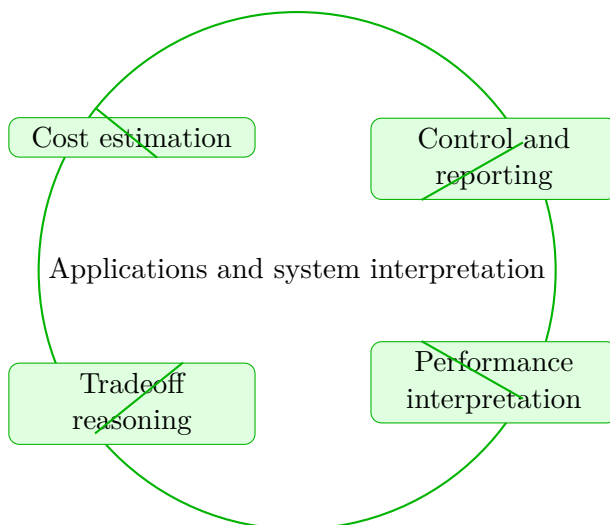 Cost estimation
Control and
reporting
Applications and system interpretation
Tradeoff
reasoning
Performance
interpretation